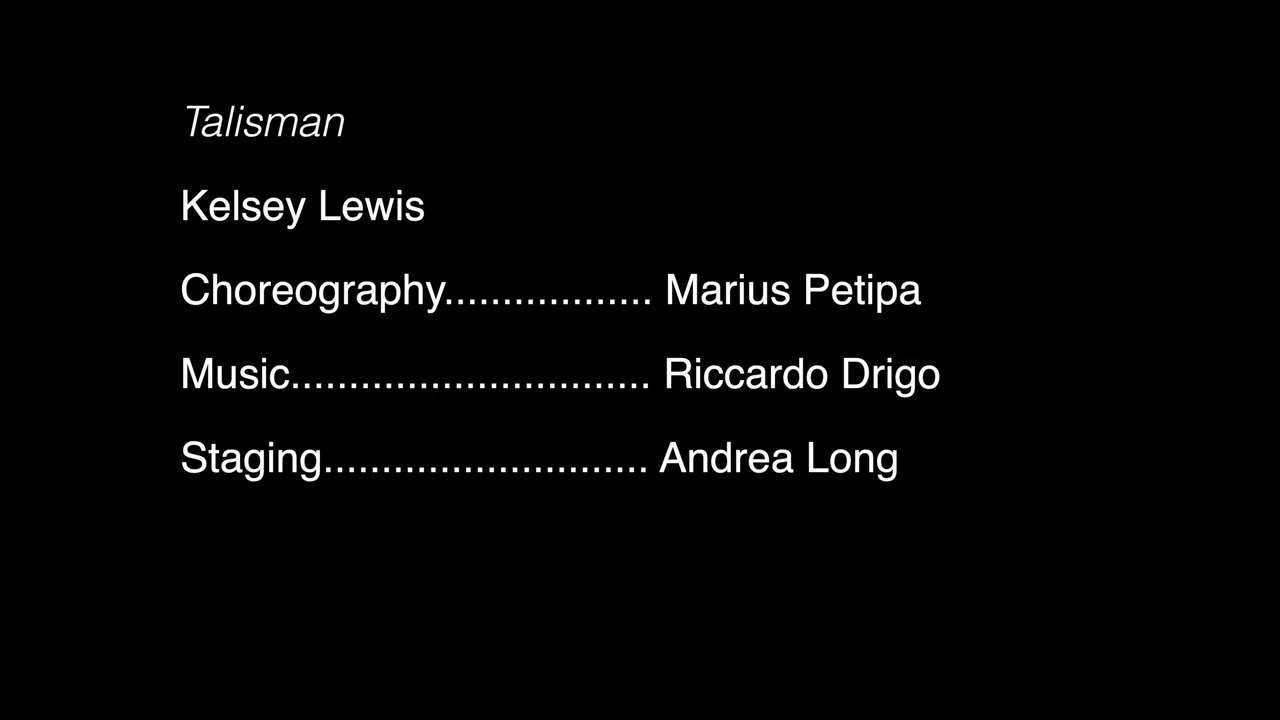 Talisman
Kelsey Lewis
Choreography.................. Marius Petipa
Music............................... Riccardo Drigo
Staging............................ Andrea Long